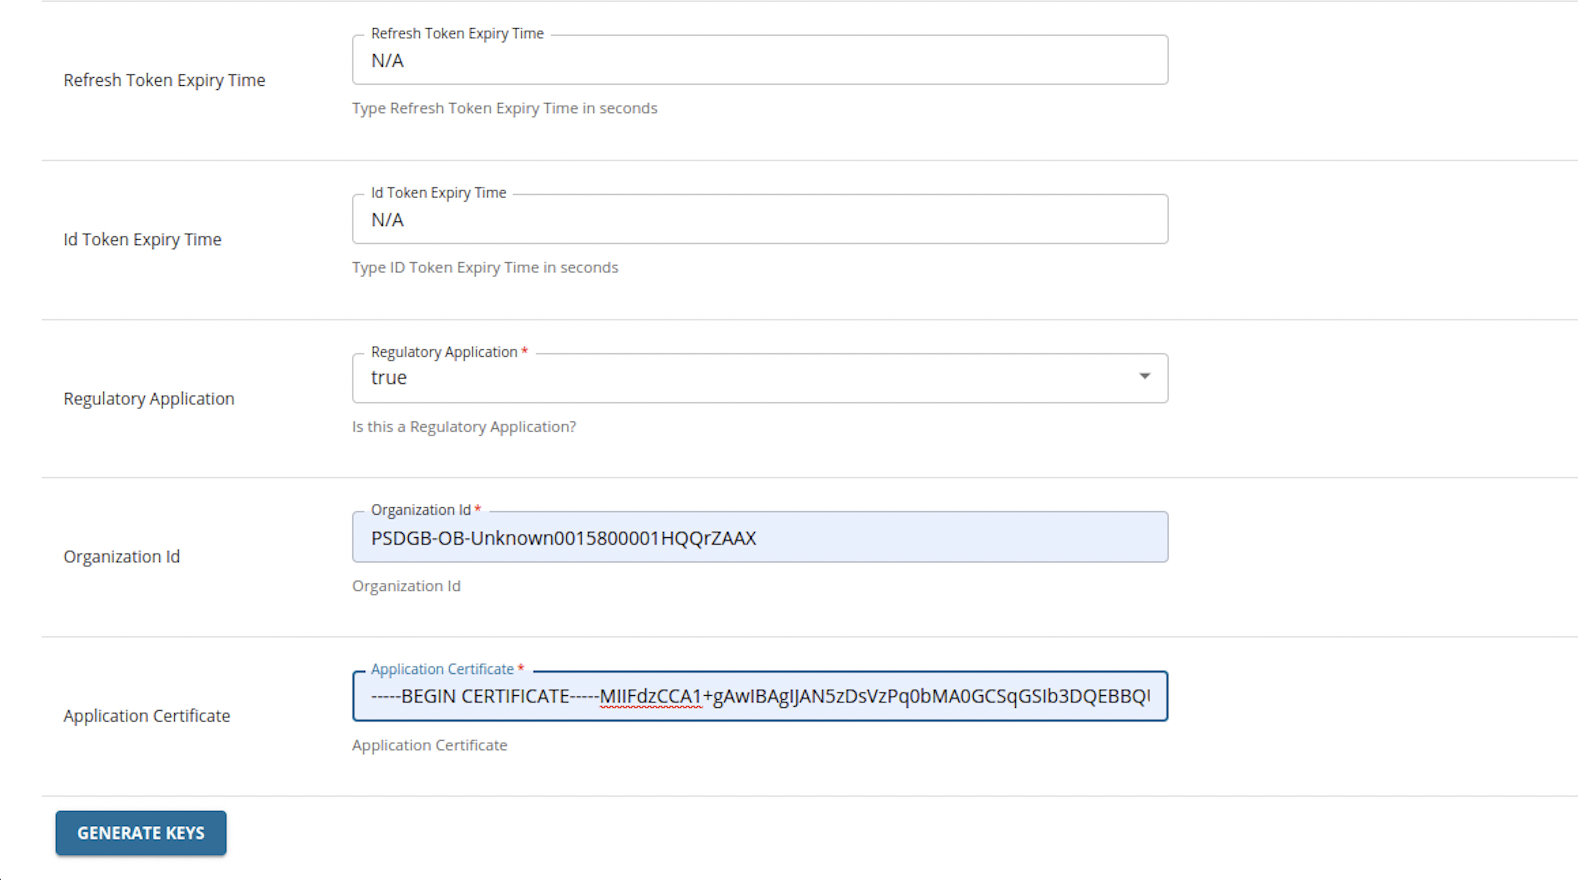 Refresh Token Expiry Time
Refresh Token Expiry Time
N/A
Type Refresh Token Expiry Time in seconds
Id Token Expiry Time
Id Token Expiry Time
N/A
Type ID Token Expiry Time in seconds
Regulatory Application
Regulatory Application *
true
Is this a Regulatory Application?
Organization Id
Organization Id *
PSDGB-OB-Unknown0015800001HQQrZAAX
Organization Id
Application Certificate
Application Certificate *
-----BEGIN CERTIFICATE-----MIIFdzCCA1+gAwIBAgIJAN5zDsVzPq0bMA0GCSqGSIb3DQEBBQ
Application Certificate
GENERATE KEYS